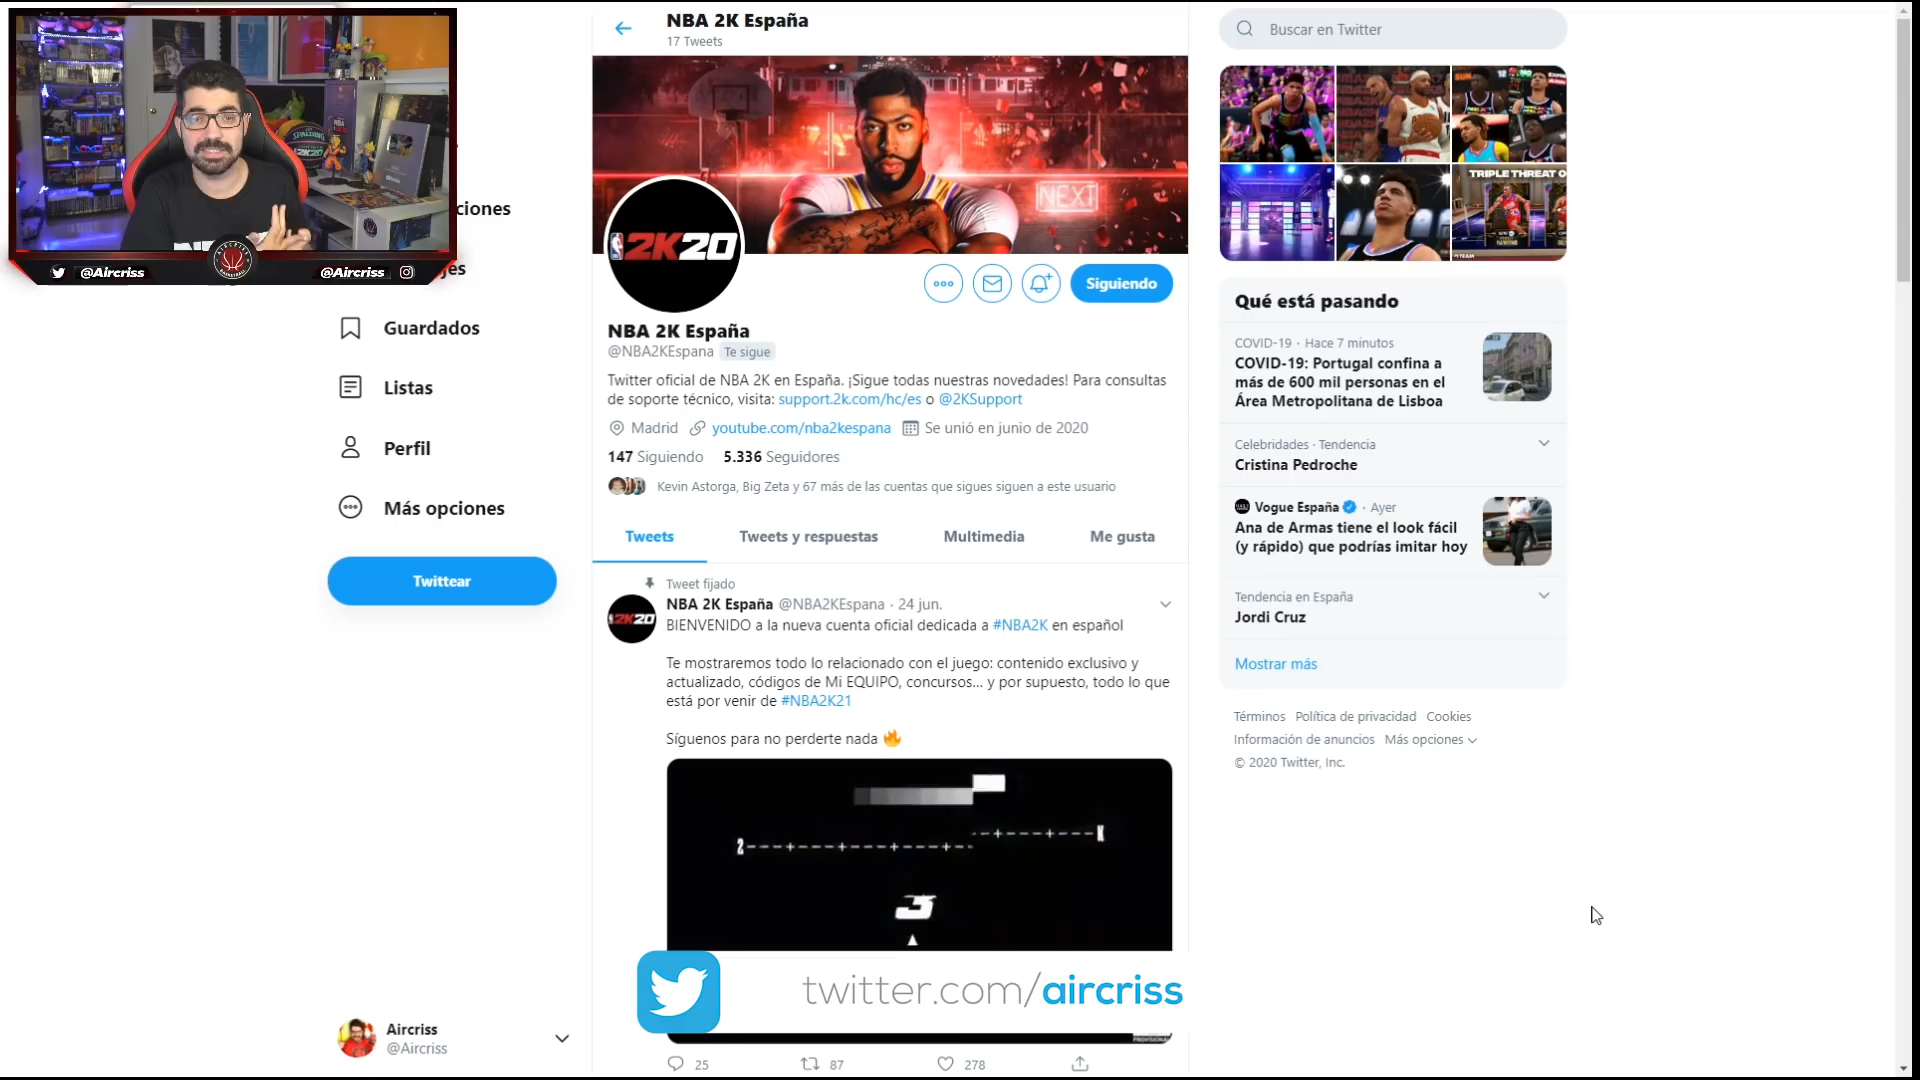 @Aircriss
@Aircriss
ciones
jes
Guardados
Listas
Perfil
Más opciones
Twittear
Aircriss
@Aircriss
NBA 2K España
17 Tweets
NEXT
2K20
Siguiendo
NBA 2K España
@NBA2KEspana Te sigue
Twitter oficial de NBA 2K en España. ¡Sigue todas nuestras novedades! Para consultas
de soporte técnico, visita: support.2k.com/hc/es o @2KSupport
Madrid youtube.com/nba2kespana Se unió en junio de 2020
147 Siguiendo 5.336 Seguidores
Kevin Astorga, Big Zeta y 67 más de las cuentas que sigues siguen a este usuario
Tweets Tweets y respuestas Multimedia Me gusta
Tweet fijado
2K20
NBA 2K España @NBA2KEspana · 24 jun.
BIENVENIDO a la nueva cuenta oficial dedicada a #NBA2K en español
Te mostraremos todo lo relacionado con el juego: contenido exclusivo y
actualizado, códigos de Mi EQUIPO, concursos... y por supuesto, todo lo que
está por venir de #NBA2K21
Síguenos para no perderte nada
2 K
3
twitter.com/aircriss
25 87 278
Buscar en Twitter
TRIPLE THREAT O
Qué está pasando
COVID-19 · Hace 7 minutos
COVID-19: Portugal confina a
más de 600 mil personas en el
Área Metropolitana de Lisboa
Celebridades · Tendencia
Cristina Pedroche
Vogue España · Ayer
Ana de Armas tiene el look fácil
(y rápido) que podrías imitar hoy
Tendencia en España
Jordi Cruz
Mostrar más
Términos Política de privacidad Cookies
Información de anuncios Más opciones
© 2020 Twitter, Inc.